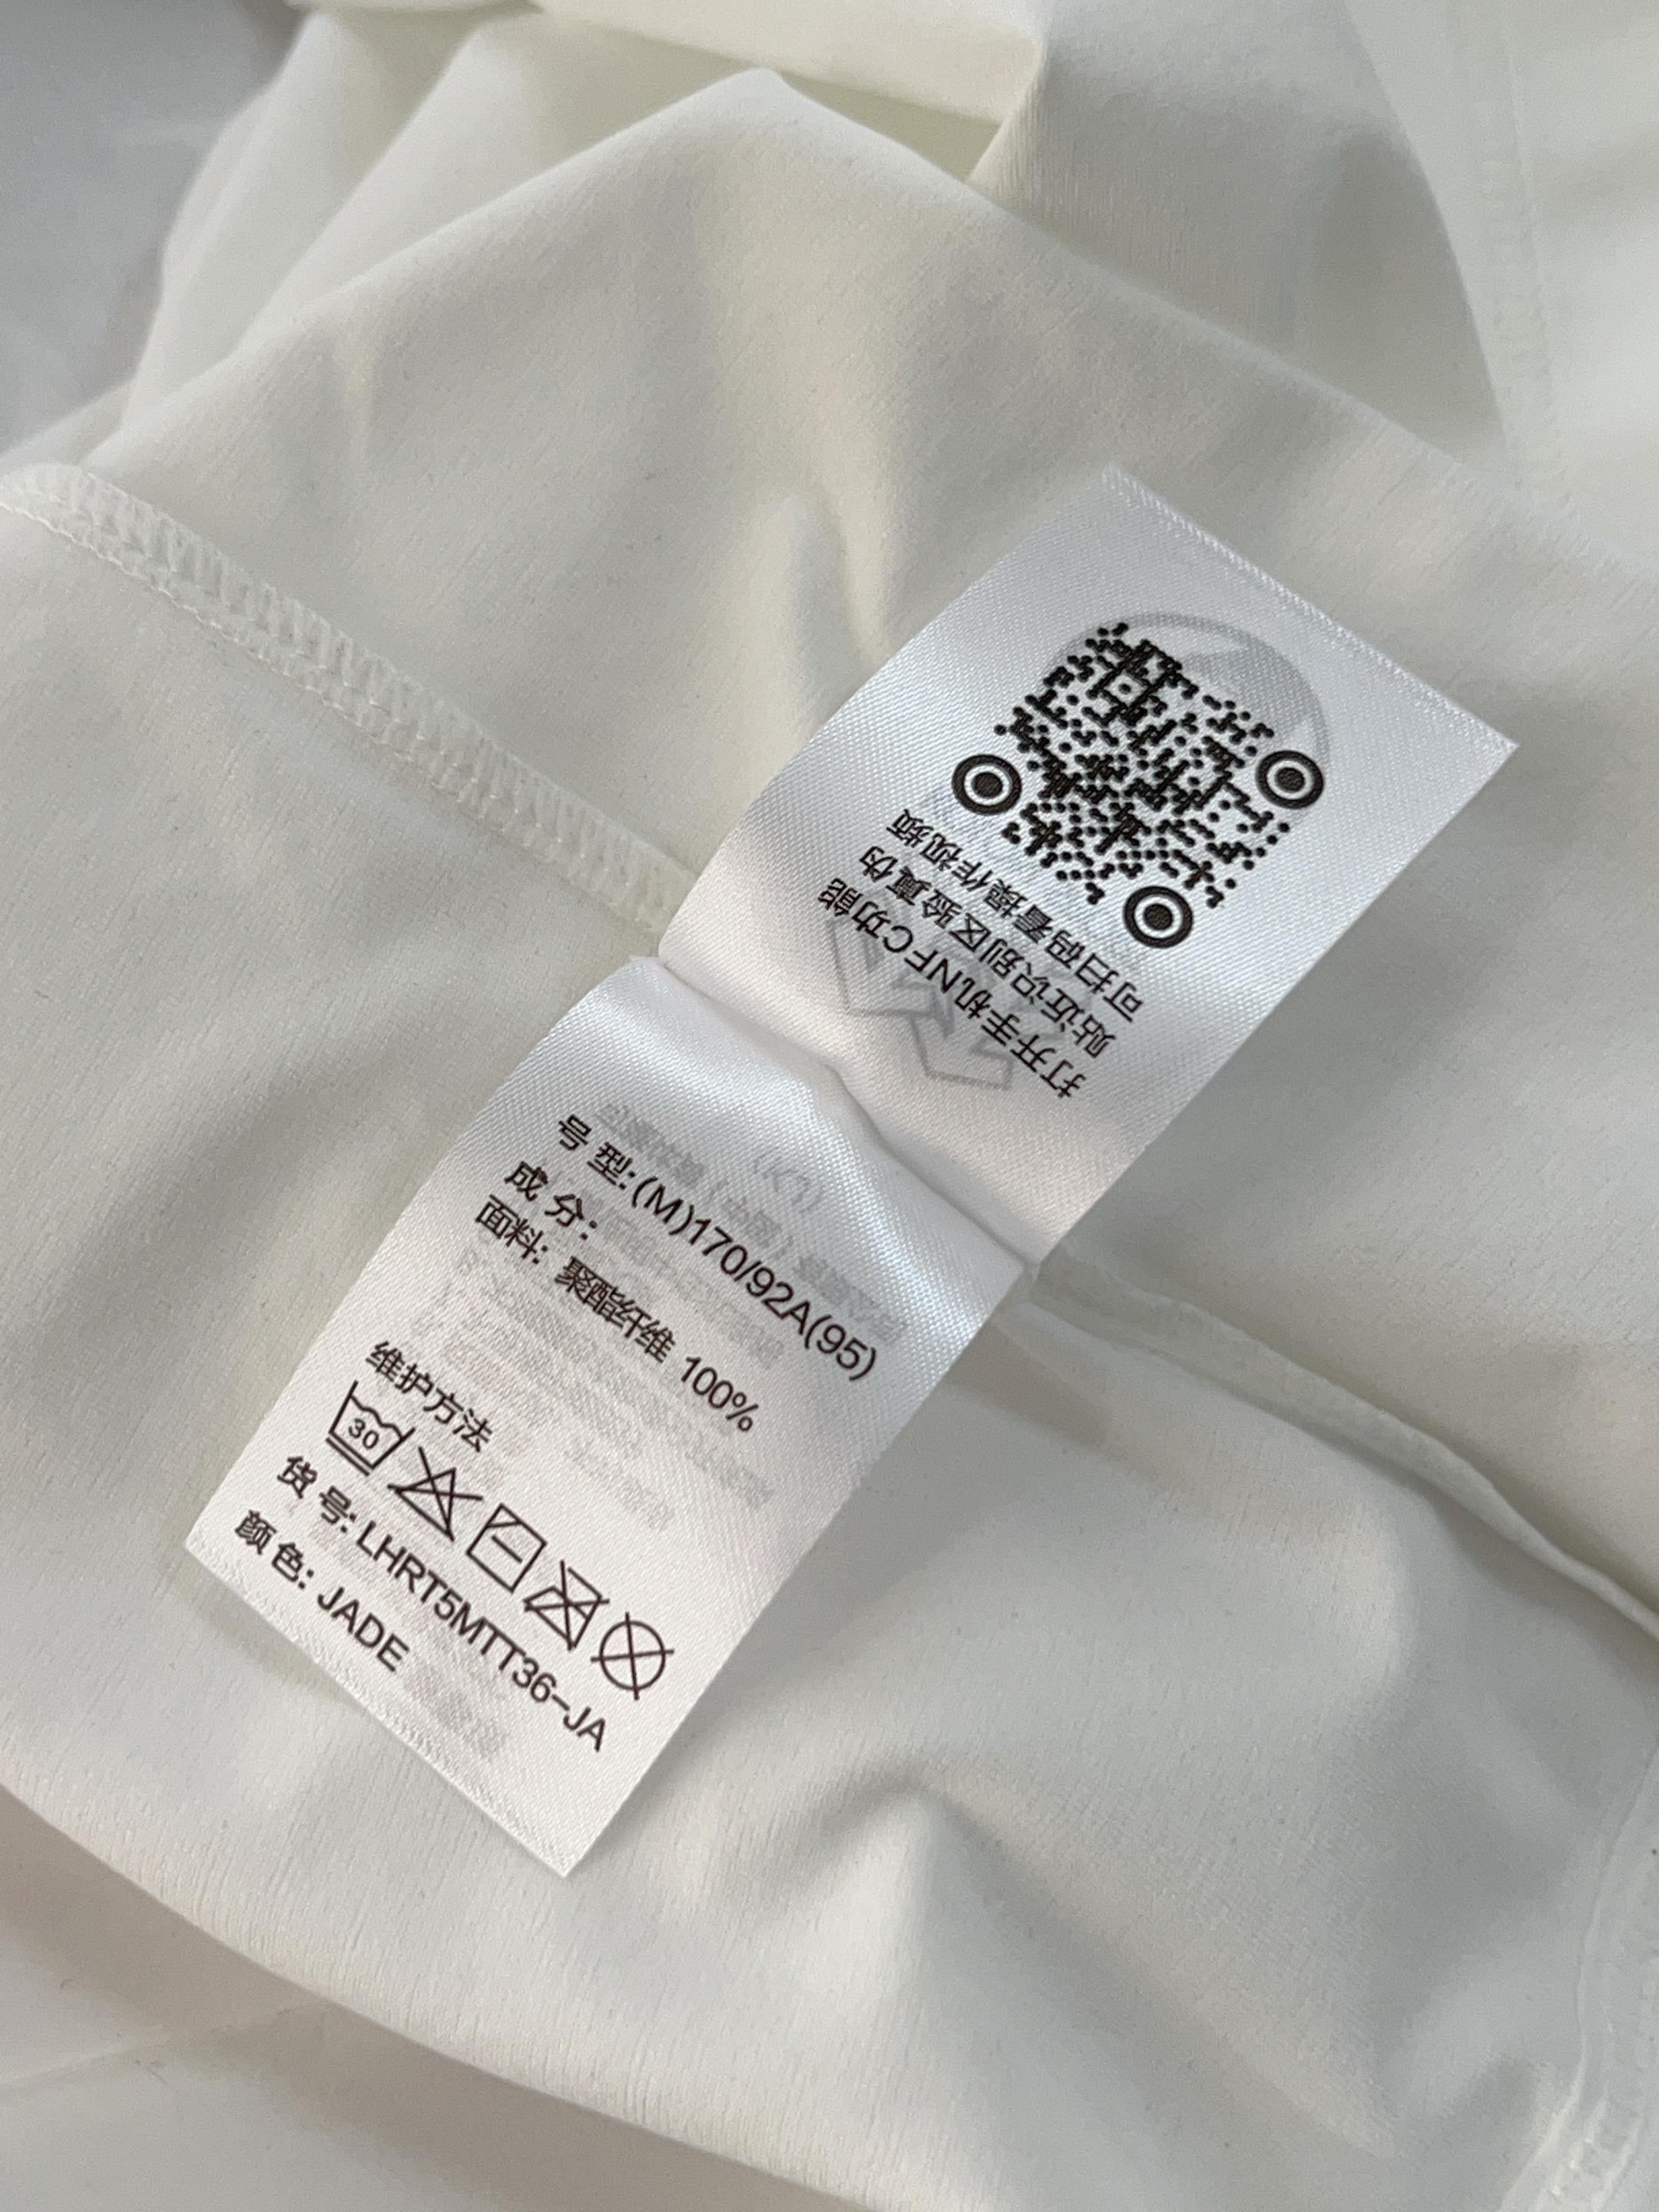 打开手机NFC功能
贴近识别区验真伪
可扫码看操作视频
号 型:(M)170/92A(95)
成 分:
面料: 聚酯纤维 100%
维护方法
30
货 号: LHRT5MTT36-JA
颜 色: JADE